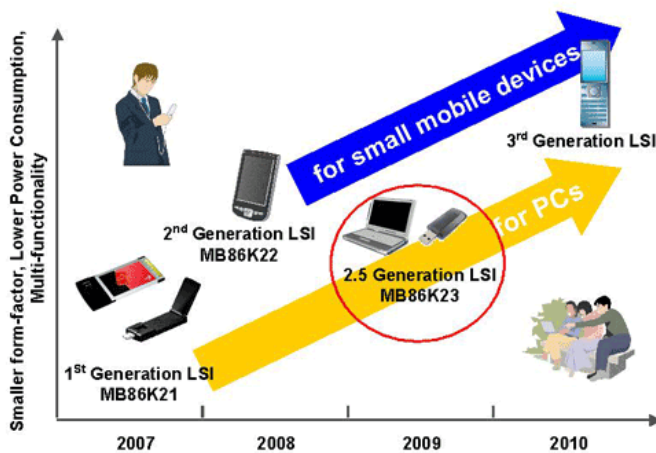 Smaller form-factor, Lower Power Consumption,
Multi-functionality
for small mobile devices
3rd Generation LSI
for PCs
2nd Generation LSI
MB86K22
2.5 Generation LSI
MB86K23
1St Generation LSI
MB86K21
2007
2008
2009
2010